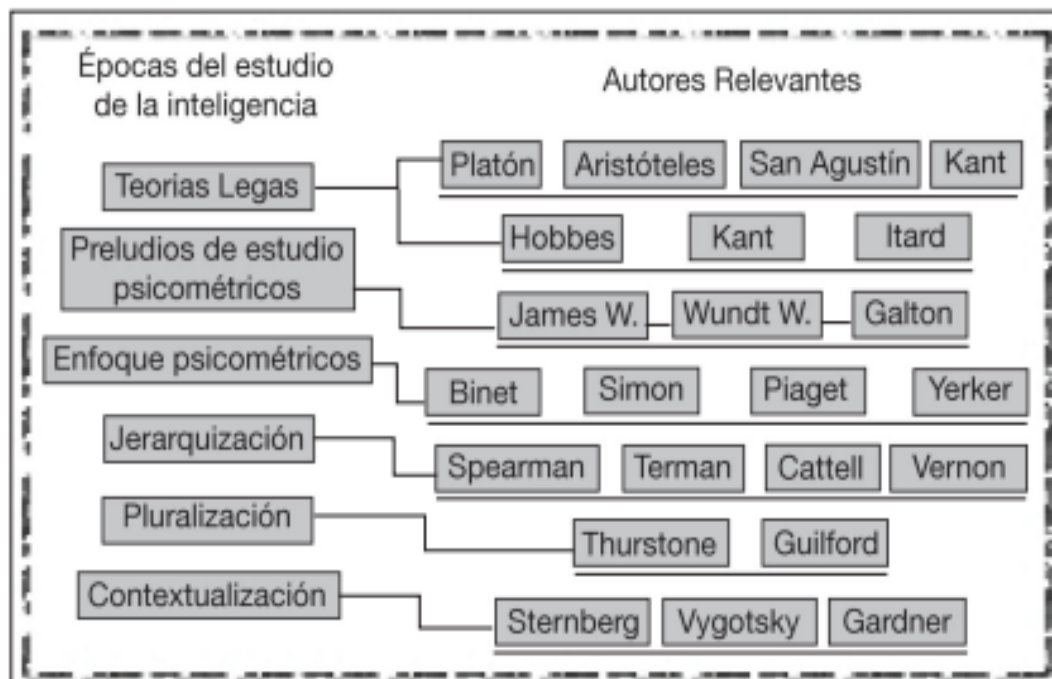 Épocas del estudio
de la inteligencia
Autores Relevantes
Teorias Legas
Platón Aristóteles San Agustín Kant
Hobbes Kant Itard
Preludios de estudio
psicométricos
James W. Wundt W. Galton
Enfoque psicométricos
Binet Simon Piaget Yerker
Jerarquización
Spearman Terman Cattell Vernon
Pluralización
Thurstone Guilford
Contextualización
Sternberg Vygotsky Gardner